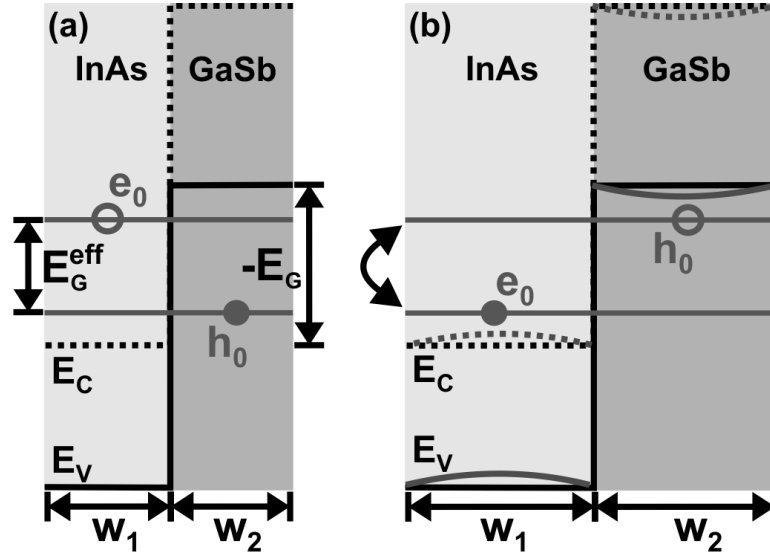 (a)
InAs
GaSb
e₀
E_G^eff
-E_G
h₀
E_C
E_V
w₁
w₂
(b)
InAs
GaSb
h₀
e₀
E_C
E_V
w₁
w₂